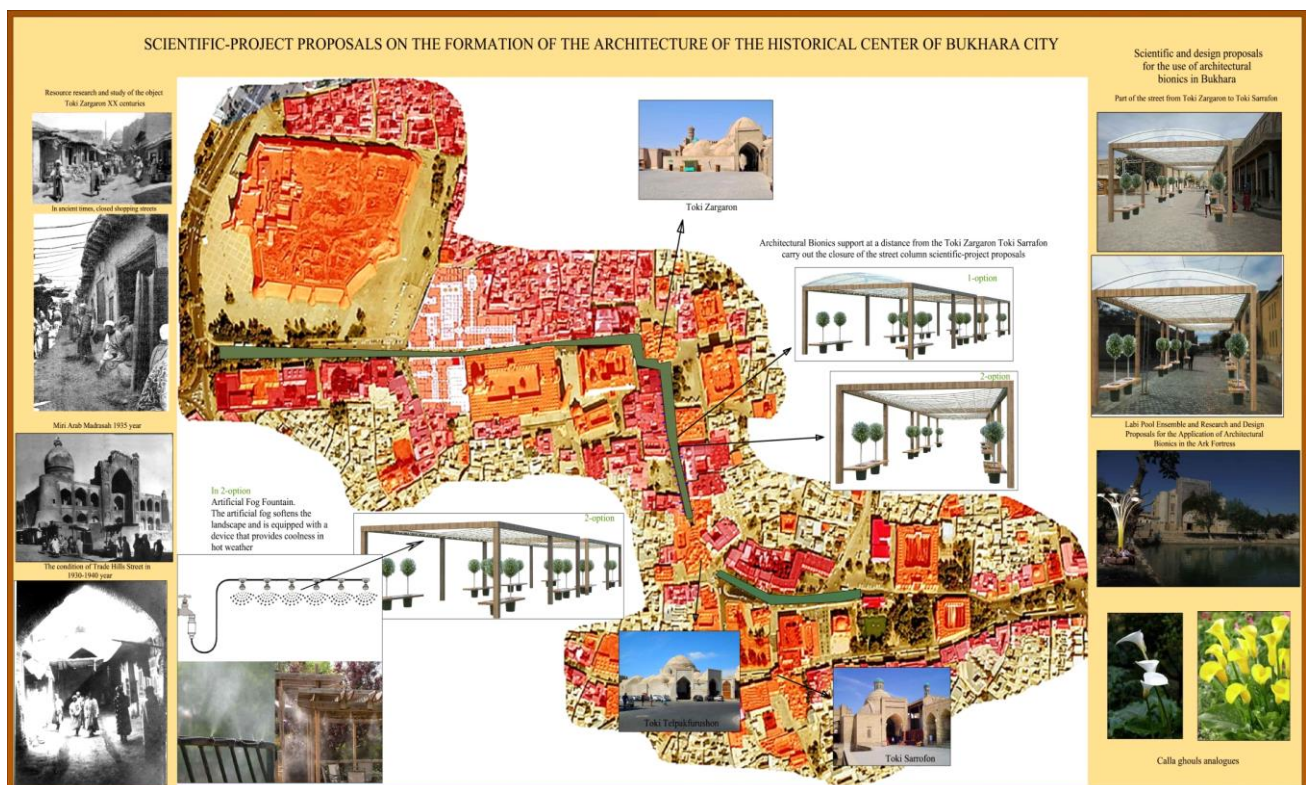 SCIENTIFIC-PROJECT PROPOSALS ON THE FORMATION OF THE ARCHITECTURE OF THE HISTORICAL CENTER OF BUKHARA CITY
Resource research and study of the object
Toki Zargaron XX centuries
In ancient times, closed shopping streets
Miri Arab Madrasah 1935 year
The condition of Trade Hills Street in
1930-1940 year
Toki Zargaron
Architectural Bionics support at a distance from the Toki Zargaron Toki Sarrafon
carry out the closure of the street column scientific-project proposals
1-option
2-option
In 2-option
Artificial Fog Fountain.
The artificial fog softens the
landscape and is equipped with a
device that provides coolness in
hot weather
2-option
Toki Telpakfurushon
Toki Sarrofon
Scientific and design proposals
for the use of architectural
bionics in Bukhara
Part of the street from Toki Zargaron to Toki Sarrafon
Labi Pool Ensemble and Research and Design
Proposals for the Application of Architectural
Bionics in the Ark Fortress
Calla ghouls analogues